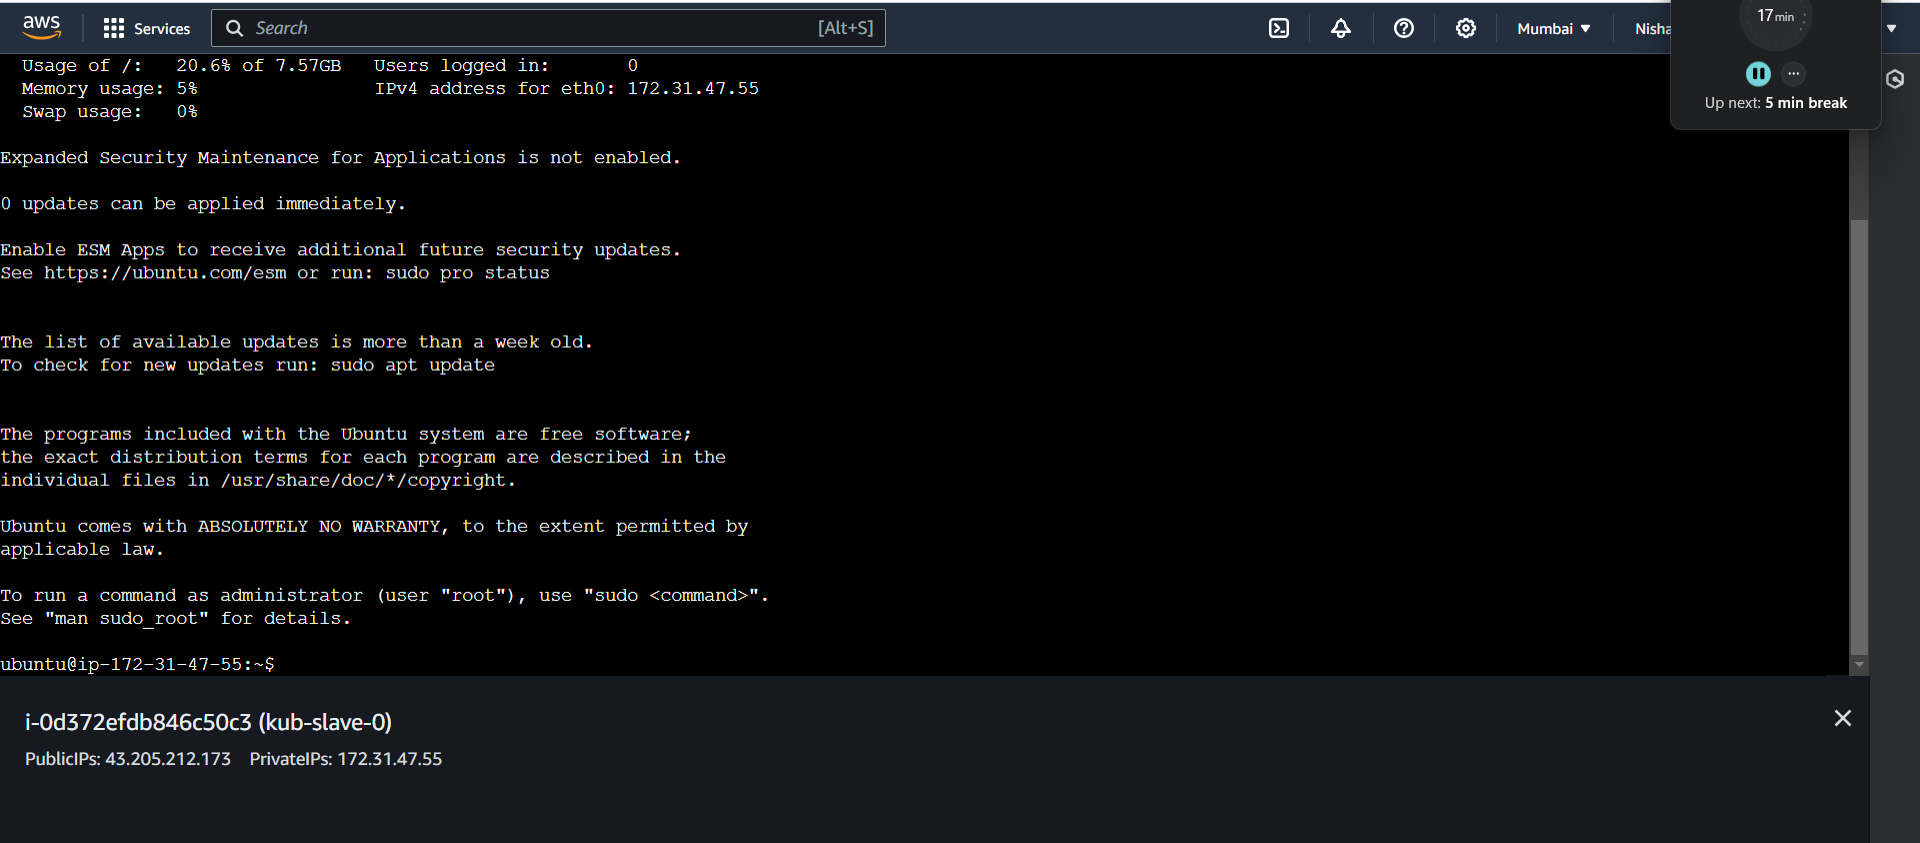 aws
Services
Search
[Alt+S]
Mumbai
Nisha
17 min
Up next: 5 min break
Usage of /:   20.6% of 7.57GB   Users logged in:       0
Memory usage: 5%                IPv4 address for eth0: 172.31.47.55
Swap usage:   0%
Expanded Security Maintenance for Applications is not enabled.
0 updates can be applied immediately.
Enable ESM Apps to receive additional future security updates.
See https://ubuntu.com/esm or run: sudo pro status
The list of available updates is more than a week old.
To check for new updates run: sudo apt update
The programs included with the Ubuntu system are free software;
the exact distribution terms for each program are described in the
individual files in /usr/share/doc/*/copyright.
Ubuntu comes with ABSOLUTELY NO WARRANTY, to the extent permitted by
applicable law.
To run a command as administrator (user "root"), use "sudo <command>".
See "man sudo_root" for details.
ubuntu@ip-172-31-47-55:~$
i-0d372efdb846c50c3 (kub-slave-0)
PublicIPs: 43.205.212.173   PrivateIPs: 172.31.47.55